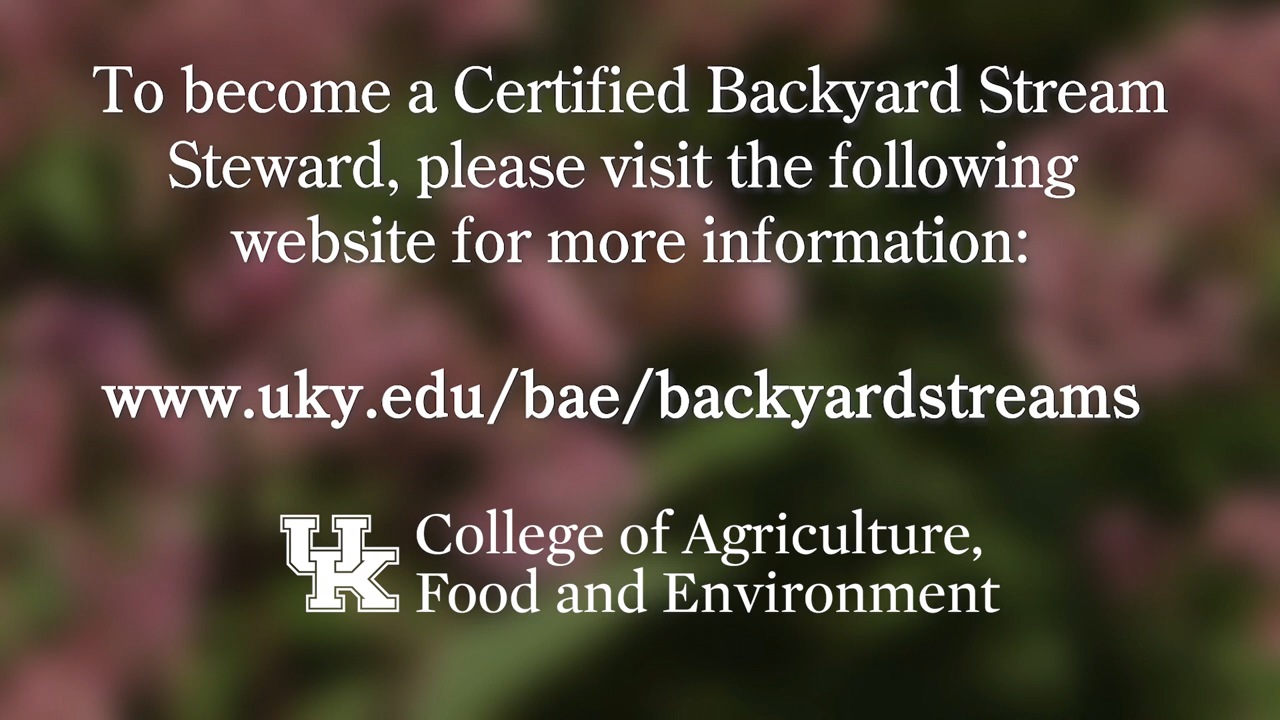 To become a Certified Backyard Stream
Steward, please visit the following
website for more information:
www.uky.edu/bae/backyardstreams
UK College of Agriculture,
Food and Environment